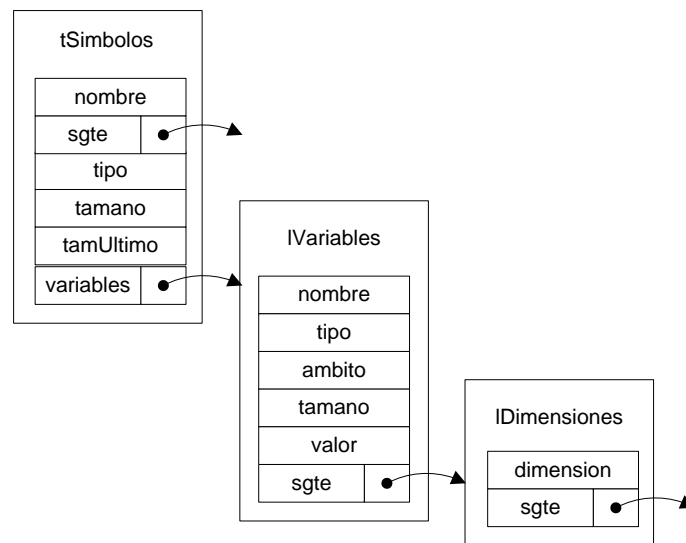 tSimbolos
nombre
sgte
tipo
tamano
tamUltimo
variables
lVariables
nombre
tipo
ambito
tamano
valor
sgte
lDimensiones
dimension
sgte